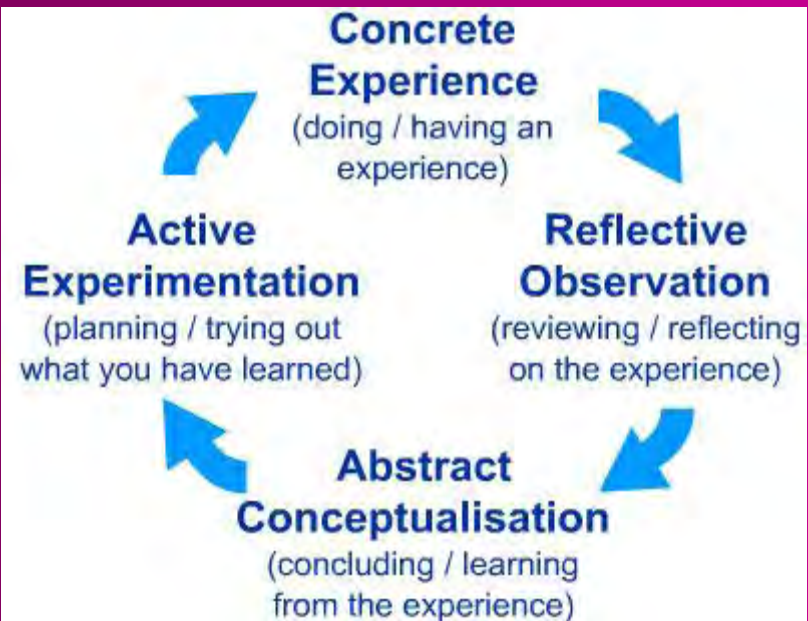 Concrete
Experience
(doing / having an
experience)
Reflective
Observation
(reviewing / reflecting
on the experience)
Abstract
Conceptualisation
(concluding / learning
from the experience)
Active
Experimentation
(planning / trying out
what you have learned)